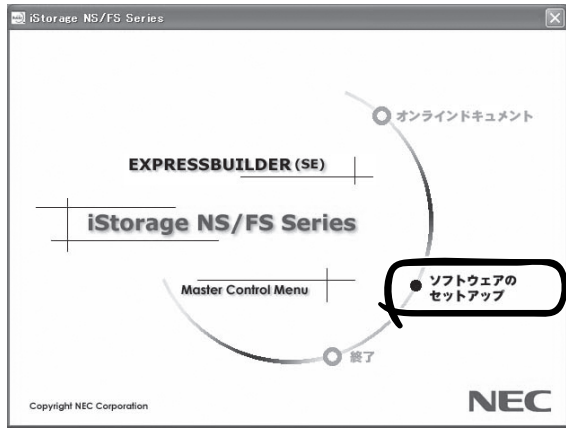 iStorage NS/FS Series
オンラインドキュメント
EXPRESSBUILDER (SE)
iStorage NS/FS Series
ソフトウェアの
セットアップ
Master Control Menu
終了
Copyright NEC Corporation
NEC